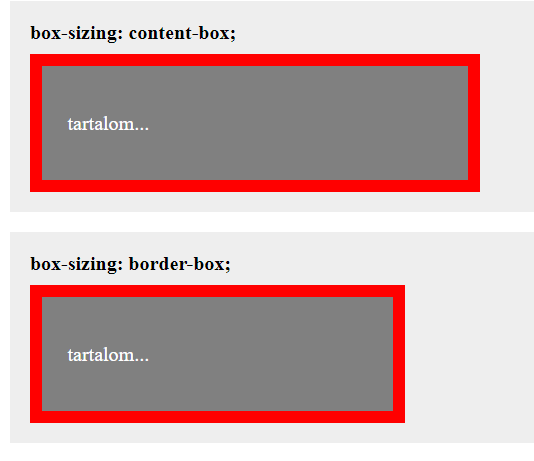 box-sizing: content-box;
tartalom...
box-sizing: border-box;
tartalom...